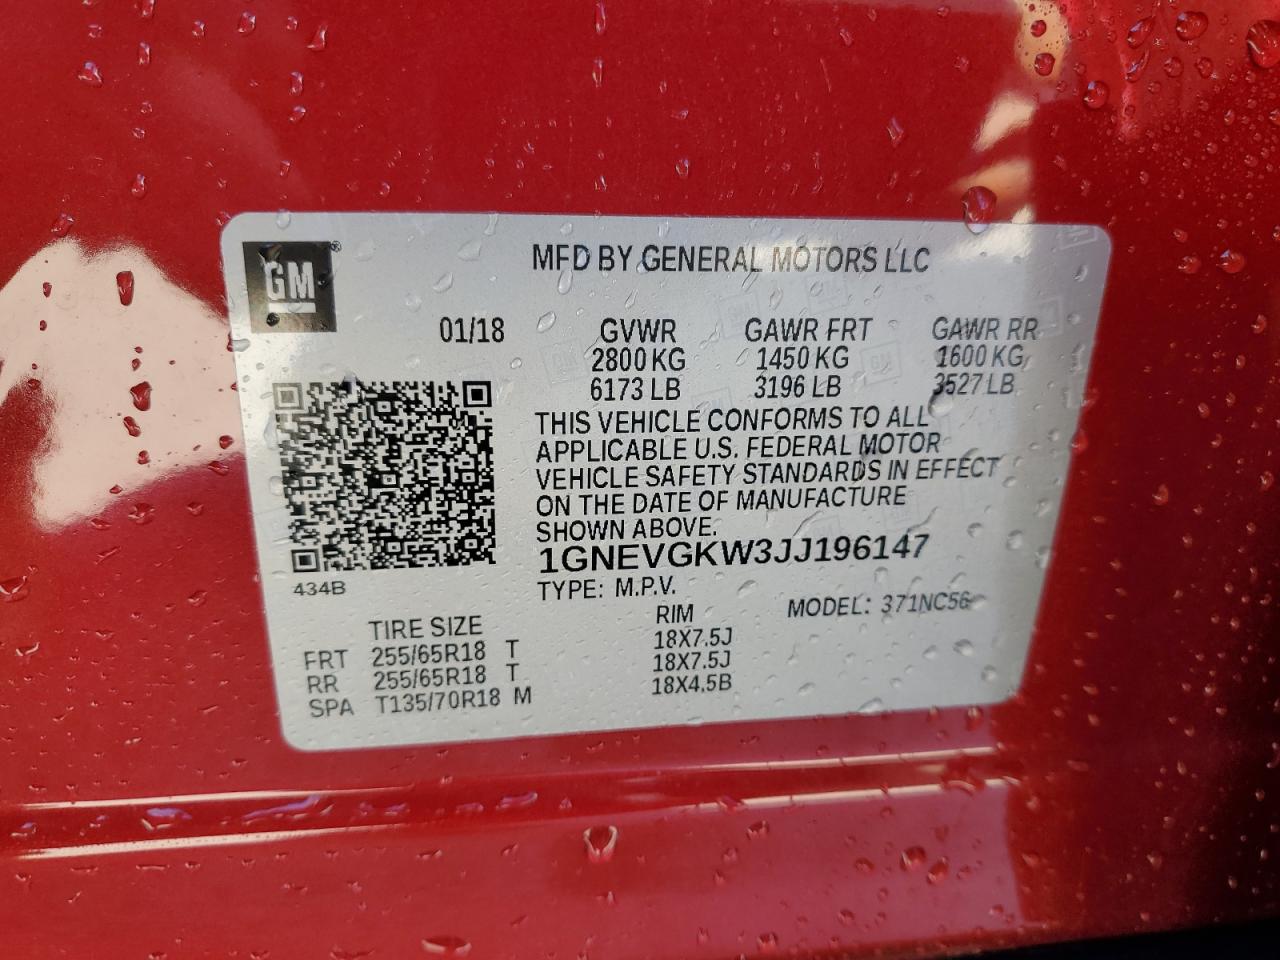 GM®
MFD BY GENERAL MOTORS LLC
01/18 GVWR GAWR FRT GAWR RR
2800 KG 1450 KG 1600 KG
6173 LB 3196 LB 3527 LB
THIS VEHICLE CONFORMS TO ALL
APPLICABLE U.S. FEDERAL MOTOR
VEHICLE SAFETY STANDARDS IN EFFECT
ON THE DATE OF MANUFACTURE
SHOWN ABOVE.
1GNEVGKW3JJ196147
434B
TYPE: M.P.V. MODEL: 371NC56
TIRE SIZE RIM
FRT 255/65R18 T 18X7.5J
RR 255/65R18 T 18X7.5J
SPA T135/70R18 M 18X4.5B